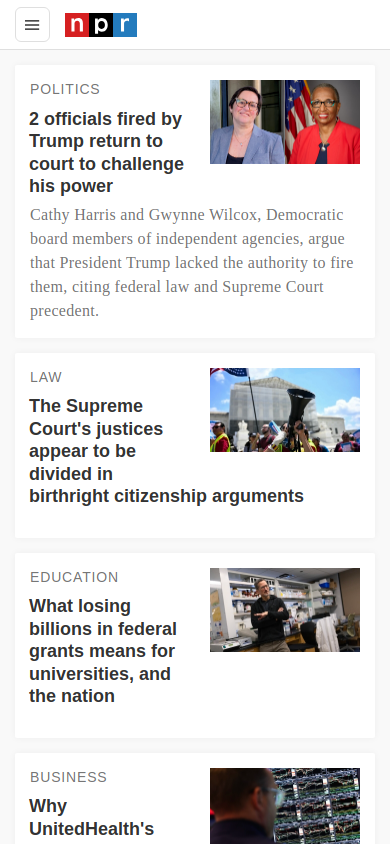 npr
POLITICS
2 officials fired by
Trump return to
court to challenge
his power
Cathy Harris and Gwynne Wilcox, Democratic
board members of independent agencies, argue
that President Trump lacked the authority to fire
them, citing federal law and Supreme Court
precedent.
LAW
The Supreme
Court's justices
appear to be
divided in
birthright citizenship arguments
EDUCATION
What losing
billions in federal
grants means for
universities, and
the nation
BUSINESS
Why
UnitedHealth's